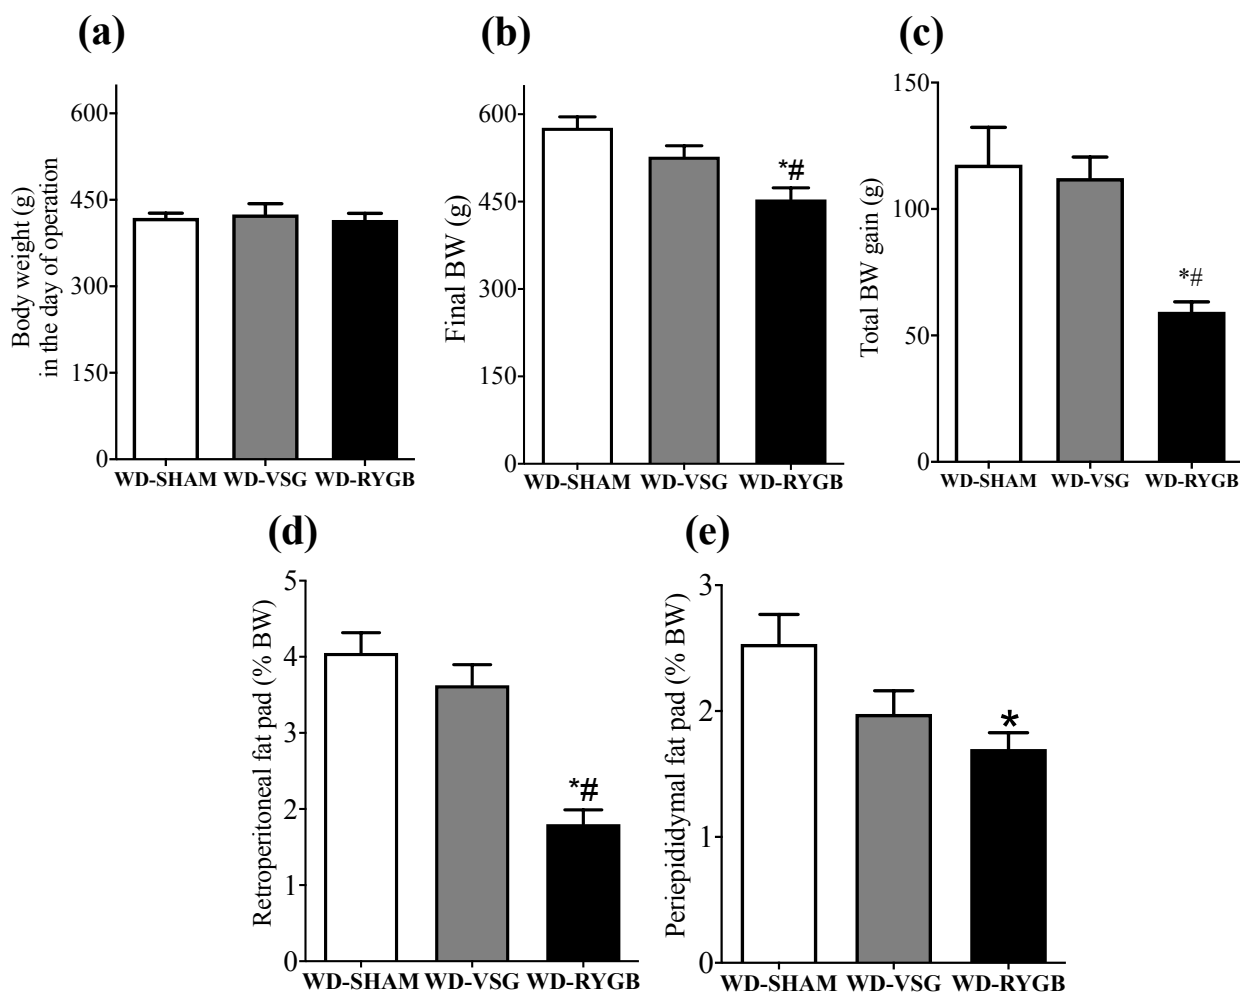 (a)
Body weight (g)
in the day of operation
600
450
300
150
0
WD-SHAM WD-VSG WD-RYGB
(b)
Final BW (g)
600
450
300
150
0
*#
WD-SHAM WD-VSG WD-RYGB
(c)
Total BW gain (g)
150
100
50
0
*#
WD-SHAM WD-VSG WD-RYGB
(d)
Retroperitoneal fat pad (% BW)
5
4
3
2
1
0
*#
WD-SHAM WD-VSG WD-RYGB
(e)
Periepididymal fat pad (% BW)
3
2
1
0
*
WD-SHAM WD-VSG WD-RYGB